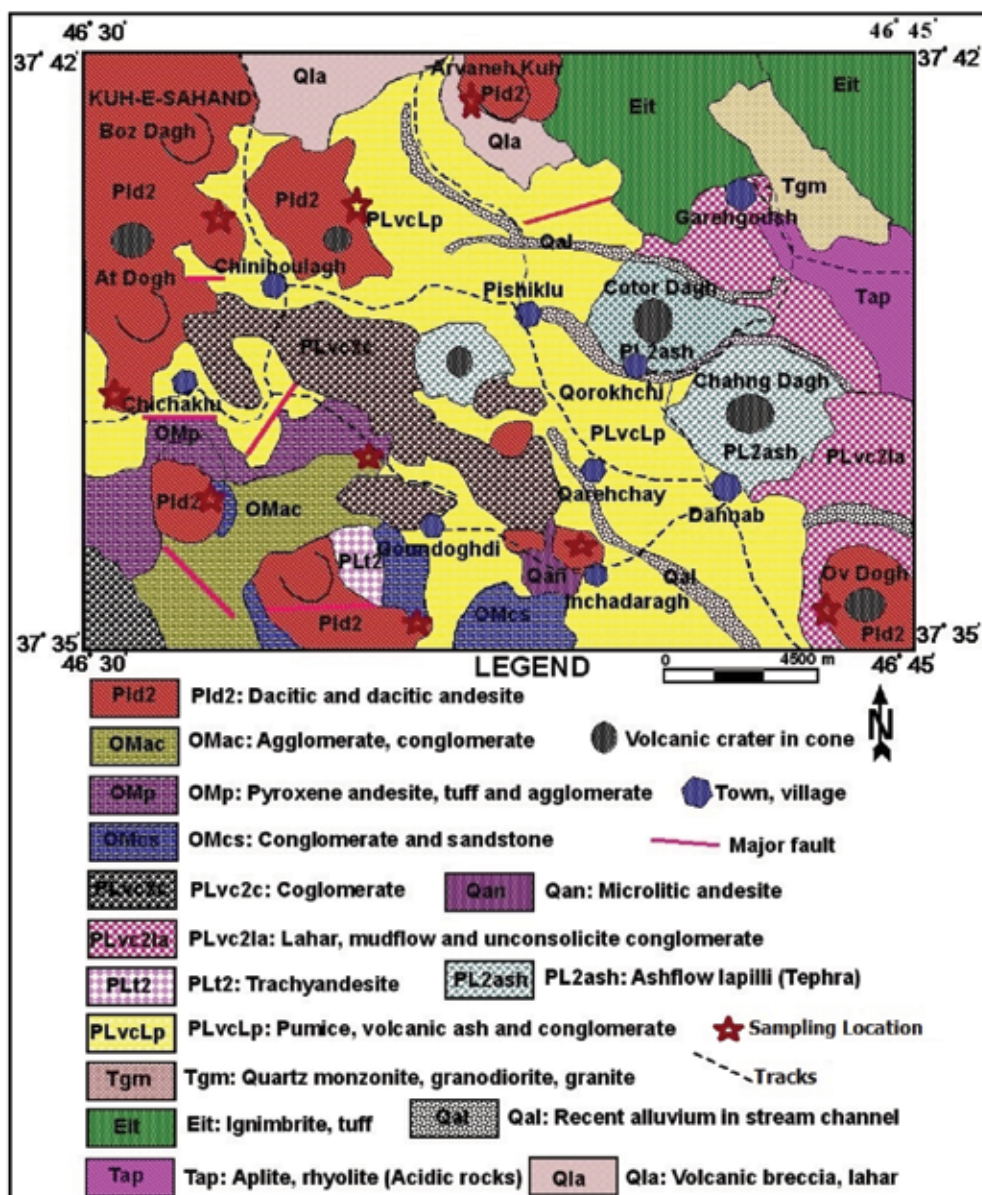 46° 30' 46° 45'
37° 42' 37° 42'
Qla
Arvaneh Kuh
Pld2
Eit
Eit
KUH-E-SAHAND
Boz Dagh
Qla
Tgm
Pld2
Pld2
PLvcLp
Garehgodsh
Qal
At Dogh
Chiniboulagh
Pishiklu
Cotor Dagh
Tap
PLvc2c
PL2ash
Chahng Dagh
Chichaklu
Qorokhchi
OMp
PLvcLp
PL2ash
PLvc2la
Pld2
OMac
Qarehchay
Dahnab
PLt2
Goundoghdi
Qan
Qal
Ov Dogh
Pld2
OMcs
Inchadaragh
Pld2
37° 35' 37° 35'
46° 30' 46° 45'
LEGEND
0 4500 m
N
Pld2 Pld2: Dacitic and dacitic andesite
OMac OMac: Agglomerate, conglomerate Volcanic crater in cone
OMp OMp: Pyroxene andesite, tuff and agglomerate Town, village
OMcs OMcs: Conglomerate and sandstone Major fault
PLvc2c PLvc2c: Coglomerate Qan Qan: Microlitic andesite
PLvc2la PLvc2la: Lahar, mudflow and unconsolicite conglomerate
PLt2 PLt2: Trachyandesite PL2ash PL2ash: Ashflow lapilli (Tephra)
PLvcLp PLvcLp: Pumice, volcanic ash and conglomerate Sampling Location
Tgm Tgm: Quartz monzonite, granodiorite, granite Tracks
Eit Eit: Ignimbrite, tuff Qal Qal: Recent alluvium in stream channel
Tap Tap: Aplite, rhyolite (Acidic rocks) Qla Qla: Volcanic breccia, lahar